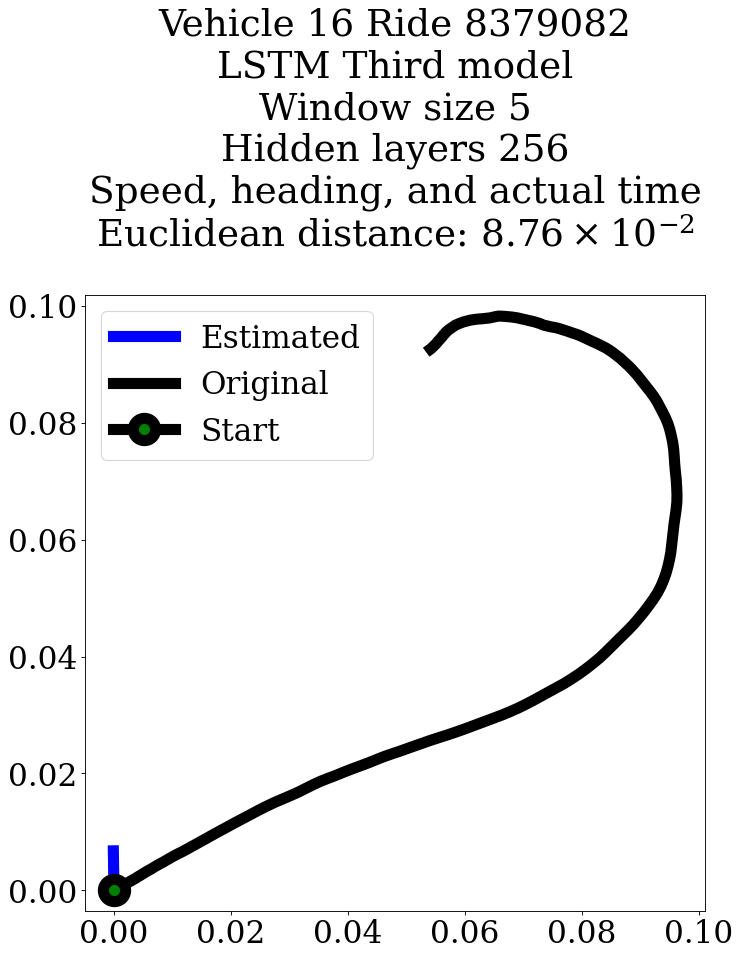 Vehicle 16 Ride 8379082
LSTM Third model
Window size 5
Hidden layers 256
Speed, heading, and actual time
Euclidean distance: 8.76 × 10⁻²
Estimated
Original
Start
0.10
0.08
0.06
0.04
0.02
0.00
0.00 0.02 0.04 0.06 0.08 0.10